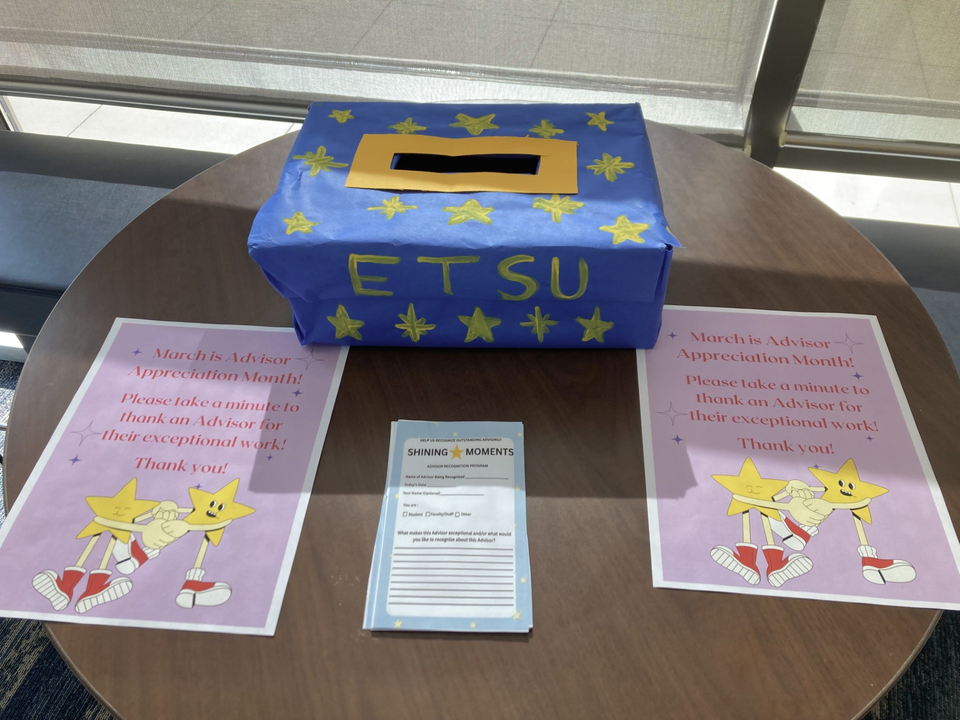 ETSU
March is Advisor
Appreciation Month!
Please take a minute to
thank an Advisor for
their exceptional work!
Thank you!
HELP US RECOGNIZE OUTSTANDING ADVISING!
SHINING MOMENTS
ADVISOR RECOGNITION PROGRAM
Name of Advisor Being Recognized
Today's Date
Your Name (Optional)
You are:
Student Faculty/Staff Other
What makes this Advisor exceptional and/or what would
you like to recognize about this Advisor?
March is Advisor
Appreciation Month!
Please take a minute to
thank an Advisor for
their exceptional work!
Thank you!